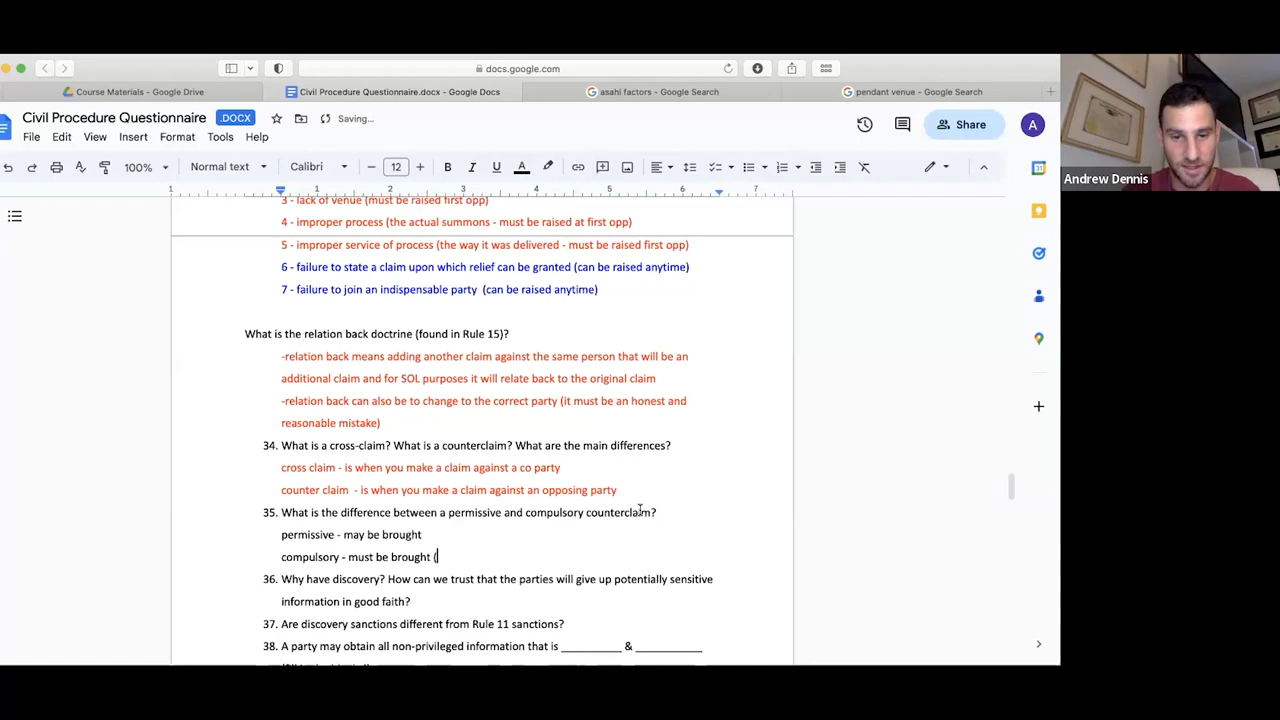 docs.google.com
Course Materials - Google Drive
Civil Procedure Questionnaire.docx - Google Docs
asahi factors - Google Search
pendant venue - Google Search
Civil Procedure Questionnaire .DOCX
Saving...
File Edit View Insert Format Tools Help
Share
A
Andrew Dennis
100% Normal text Calibri 12 B I U A
1 1 2 3 4 5 6 7
3 - lack of venue (must be raised first opp)
4 - improper process (the actual summons - must be raised at first opp)
5 - improper service of process (the way it was delivered - must be raised first opp)
6 - failure to state a claim upon which relief can be granted (can be raised anytime)
7 - failure to join an indispensable party (can be raised anytime)
What is the relation back doctrine (found in Rule 15)?
-relation back means adding another claim against the same person that will be an
additional claim and for SOL purposes it will relate back to the original claim
-relation back can also be to change to the correct party (it must be an honest and
reasonable mistake)
34. What is a cross-claim? What is a counterclaim? What are the main differences?
cross claim - is when you make a claim against a co party
counter claim - is when you make a claim against an opposing party
35. What is the difference between a permissive and compulsory counterclaim?
permissive - may be brought
compulsory - must be brought (
36. Why have discovery? How can we trust that the parties will give up potentially sensitive
information in good faith?
37. Are discovery sanctions different from Rule 11 sanctions?
38. A party may obtain all non-privileged information that is __________ & ___________